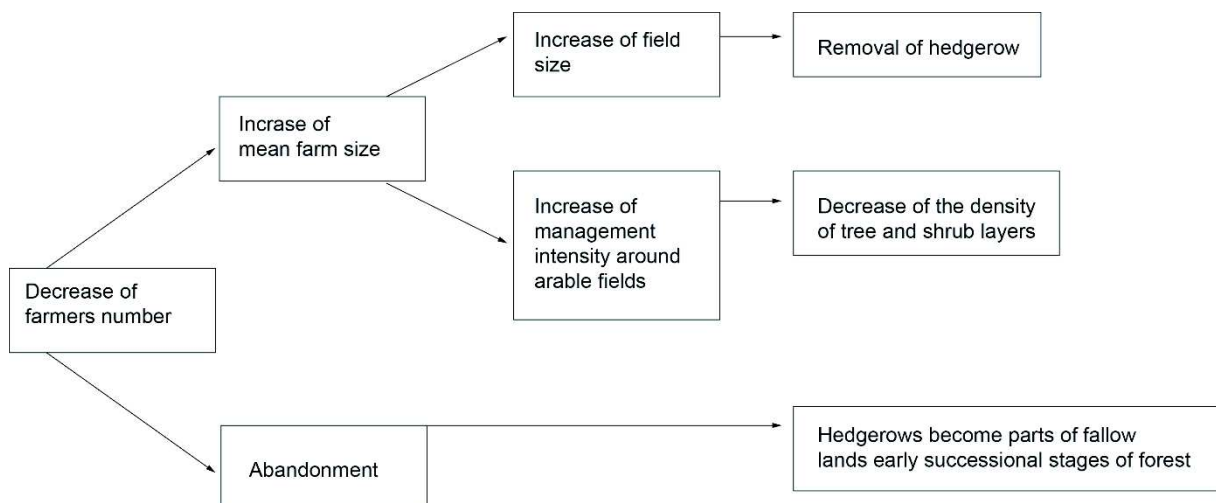 Increase of field
size
Removal of hedgerow
Incrase of
mean farm size
Increase of
management
intensity around
arable fields
Decrease of the density
of tree and shrub layers
Decrease of
farmers number
Abandonment
Hedgerows become parts of fallow
lands early successional stages of forest